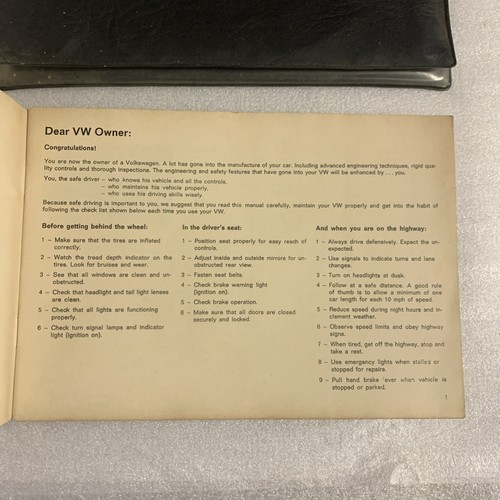 Dear VW Owner:
Congratulations!
You are now the owner of a Volkswagen. A lot has gone into the manufacture of your car. Including advanced engineering techniques, rigid qua-
lity controls and thorough inspections. The engineering and safety features that have gone into your VW will be enhanced by ... you.
You, the safe driver – who knows his vehicle and all the controls.
– who maintains his vehicle properly.
– who uses his driving skills wisely.
Because safe driving is important to you, we suggest that you read this manual carefully, maintain your VW properly and get into the habit of
following the check list shown below each time you use your VW.
Before getting behind the wheel:
1 – Make sure that the tires are inflated
correctly.
2 – Watch the tread depth indicator on the
tires. Look for bruises and wear.
3 – See that all windows are clean and un-
obstructed.
4 – Check that headlight and tail light lenses
are clean.
5 – Check that all lights are functioning
properly.
6 – Check turn signal lamps and indicator
light (ignition on).
In the driver's seat:
1 – Position seat properly for easy reach of
controls.
2 – Adjust inside and outside mirrors for un-
obstructed rear view.
3 – Fasten seat belts.
4 – Check brake warning light
(ignition on).
5 – Check brake operation.
6 – Make sure that all doors are closed
securely and locked.
And when you are on the highway:
1 – Always drive defensively. Expect the un-
expected.
2 – Use signals to indicate turns and lane
changes.
3 – Turn on headlights at dusk.
4 – Follow at a safe distance. A good rule
of thumb is to allow a minimum of one
car length for each 10 mph of speed.
5 – Reduce speed during night hours and in-
clement weather.
6 – Observe speed limits and obey highway
signs.
7 – When tired, get off the highway, stop and
take a rest.
8 – Use emergency lights when stalled or
stopped for repairs.
9 – Pull hand brake lever when vehicle is
stopped or parked.
1